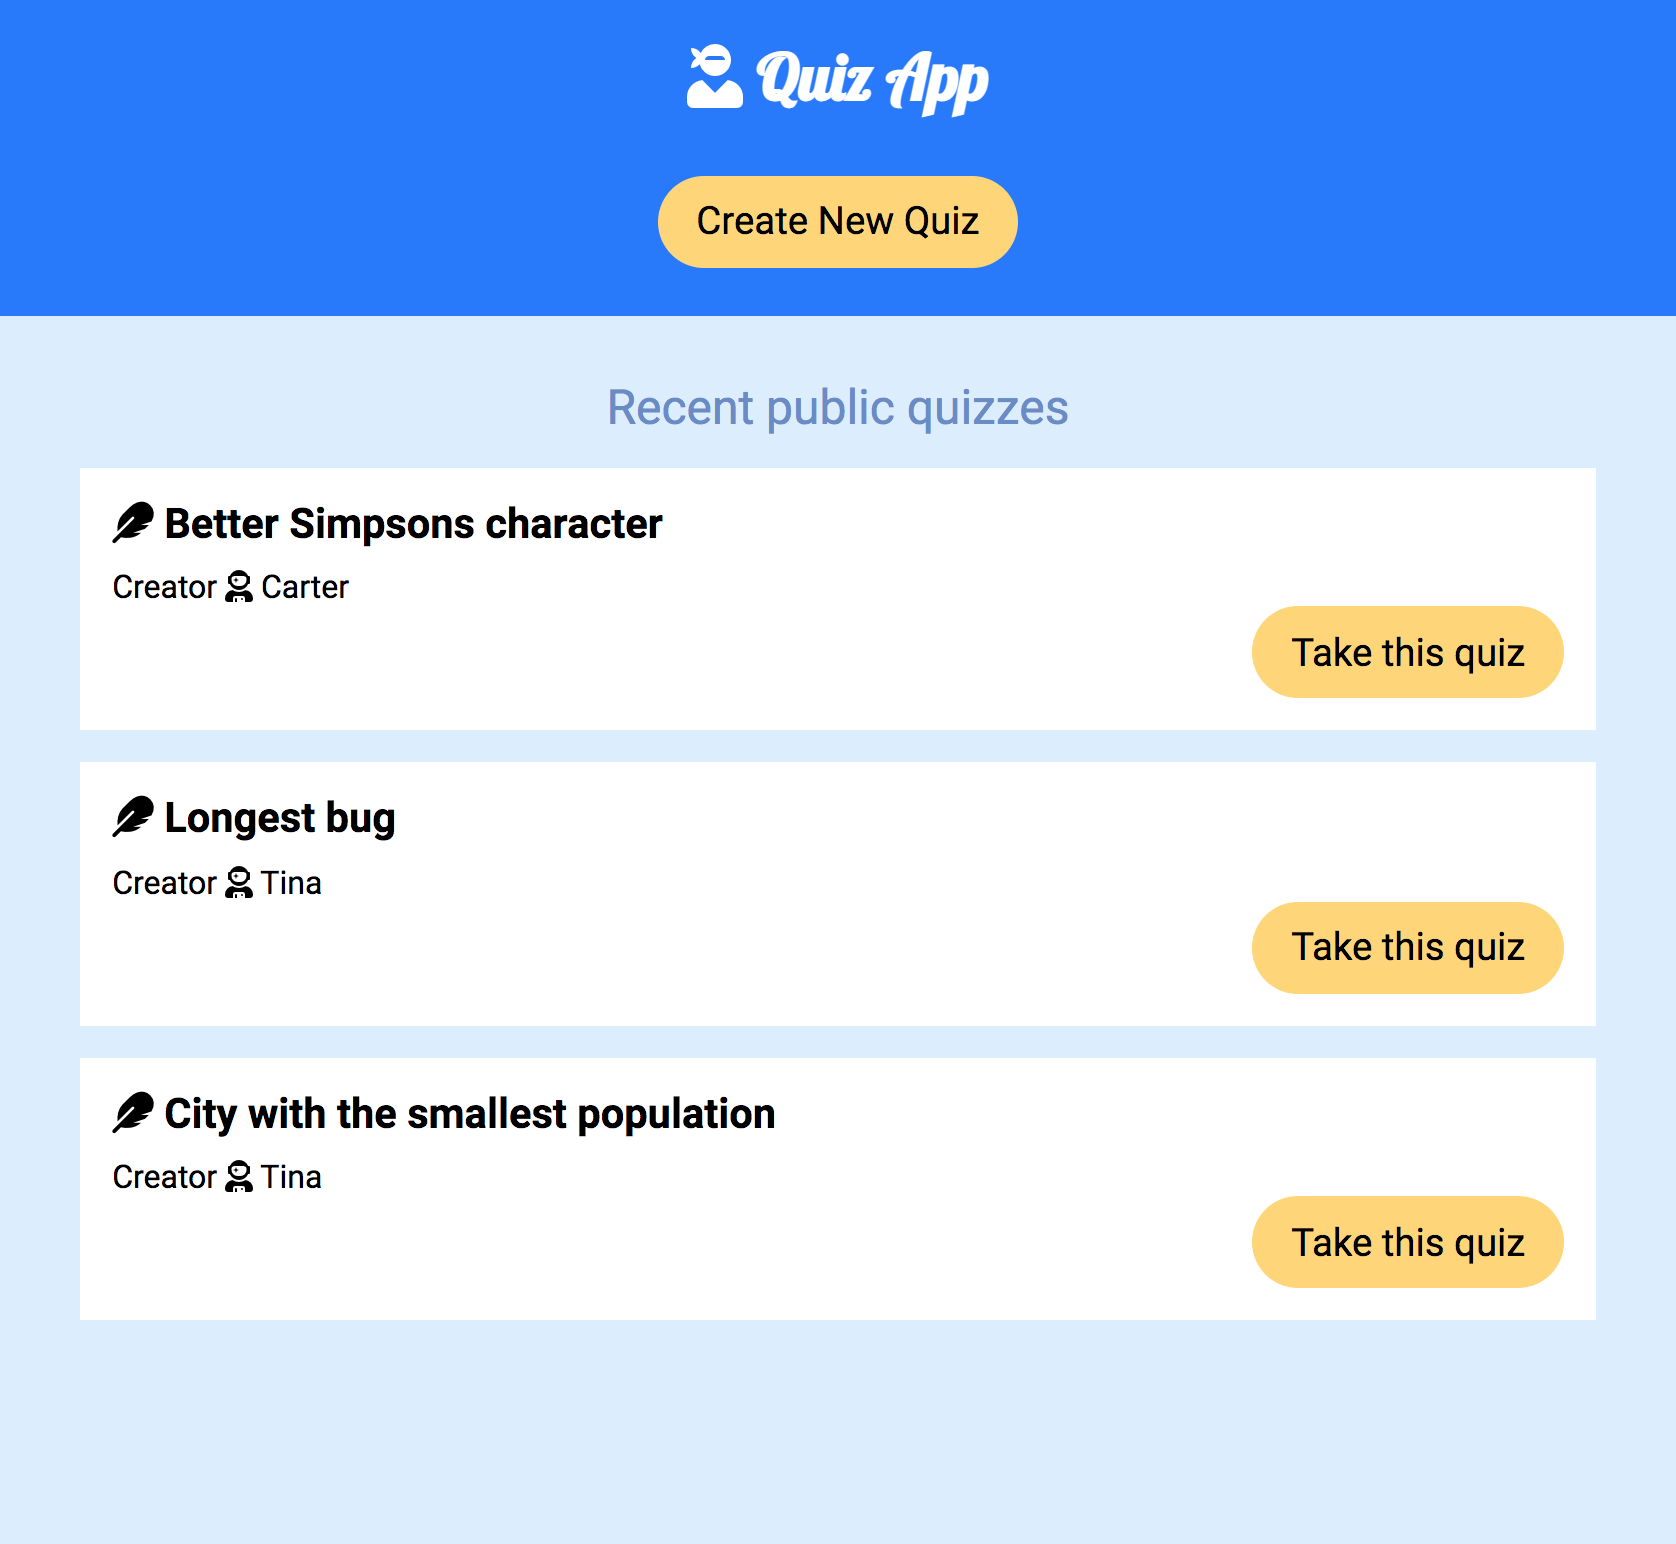 Quiz App
Create New Quiz
Recent public quizzes
Better Simpsons character
Creator Carter
Take this quiz
Longest bug
Creator Tina
Take this quiz
City with the smallest population
Creator Tina
Take this quiz